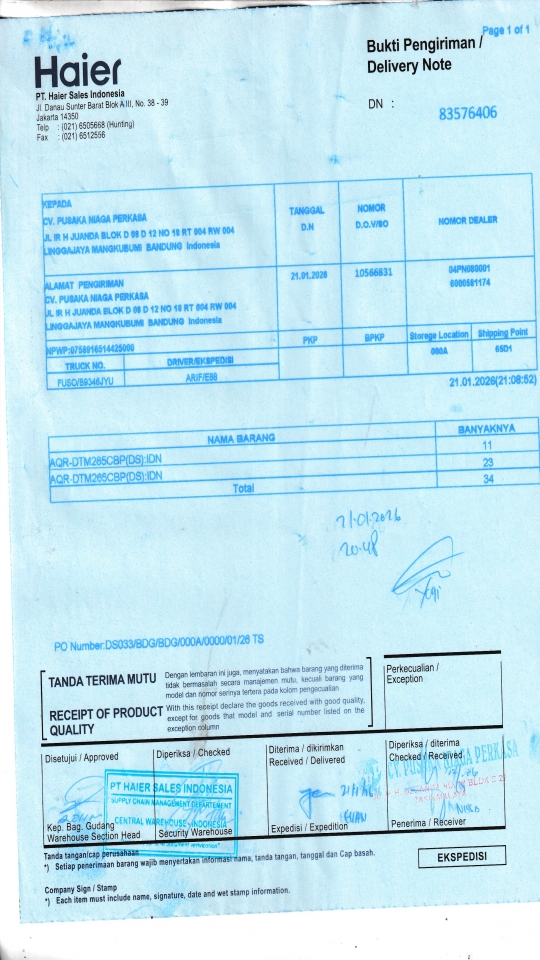 Page 1 of 1
Haier
Bukti Pengiriman /
Delivery Note
PT. Haier Sales Indonesia
Jl. Danau Sunter Barat Blok A III, No. 38 - 39
Jakarta 14350
Telp : (021) 6505668 (Hunting)
Fax : (021) 6512556
DN : 83576406
KEPADA
CV. PUSAKA NIAGA PERKASA
JL IR H JUANDA BLOK D 08 D 12 NO 18 RT 004 RW 004
LINGGAJAYA MANGKUBUMI BANDUNG Indonesia
TANGGAL
D.N
NOMOR
D.O.V/SO
NOMOR DEALER
ALAMAT PENGIRIMAN
CV. PUSAKA NIAGA PERKASA
JL IR H JUANDA BLOK D 08 D 12 NO 18 RT 004 RW 004
LINGGAJAYA MANGKUBUMI BANDUNG Indonesia
21.01.2026
10566831
04PN080001
6000581174
NPWP:0758916514425000
PKP
BPKP
Storege Location
Shipping Point
TRUCK NO.
DRIVER/EKSPEDISI
000A
65D1
FUSO/B9346JYU
ARIF/E88
21.01.2026(21:08:52)
NAMA BARANG
BANYAKNYA
AQR-DTM265CBP(DS):IDN
11
AQR-DTM265CBP(DS):IDN
23
Total
34
21.01.2026
20.48
PO Number:DS033/BDG/BDG/000A/0000/01/26 TS
TANDA TERIMA MUTU
Dengan lembaran ini juga, menyatakan bahwa barang yang diterima
tidak bermasalah secara manajemen mutu, kecuali barang yang
model dan nomor serinya tertera pada kolom pengecualian
RECEIPT OF PRODUCT
QUALITY
With this receipt declare the goods received with good quality,
except for goods that model and serial number listed on the
exception column
Perkecualian /
Exception
Disetujui / Approved
Diperiksa / Checked
Diterima / dikirimkan
Received / Delivered
Diperiksa / diterima
Checked / Received
CV. PUSAKA NIAGA PERKASA
PT HAIER SALES INDONESIA
SUPPLY CHAIN MANAGEMENT DEPARTEMENT
CENTRAL WAREHOUSE - INDONESIA
Kep. Bag. Gudang
Warehouse Section Head
Security Warehouse
Expedisi / Expedition
Penerima / Receiver
Tanda tangan/cap perusahaan
*) Setiap penerimaan barang wajib menyertakan informasi nama, tanda tangan, tanggal dan Cap basah.
EKSPEDISI
Company Sign / Stamp
*) Each item must include name, signature, date and wet stamp information.